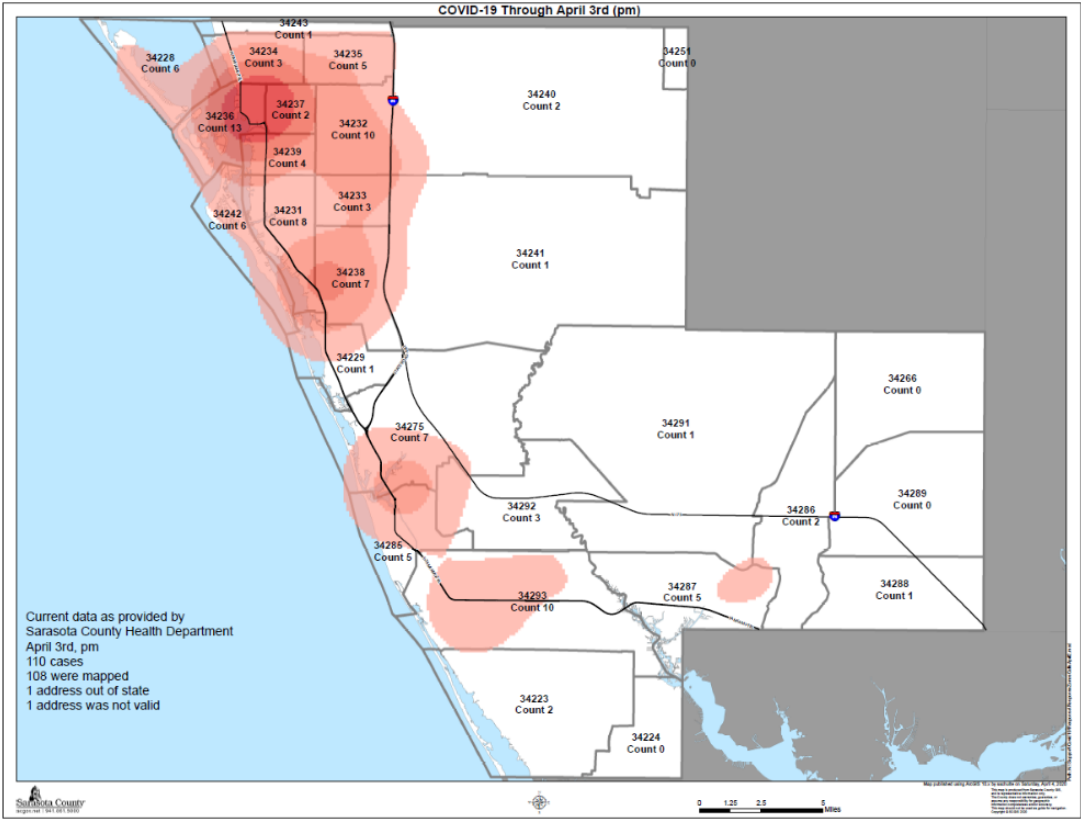 COVID-19 Through April 3rd (pm)
34243
Count 1
34228
Count 6
34234
Count 3
34235
Count 5
34251
Count 0
34240
Count 2
34236
Count 13
34237
Count 2
34232
Count 10
34239
Count 4
34242
Count 6
34231
Count 8
34233
Count 3
34241
Count 1
34238
Count 7
34229
Count 1
34266
Count 0
34275
Count 7
34291
Count 1
34292
Count 3
34286
Count 2
34289
Count 0
34285
Count 5
34293
Count 10
34287
Count 5
34288
Count 1
Current data as provided by
Sarasota County Health Department
April 3rd, pm
110 cases
108 were mapped
1 address out of state
1 address was not valid
34223
Count 2
34224
Count 0
Sarasota County
0 1.25 2.5 5
Miles